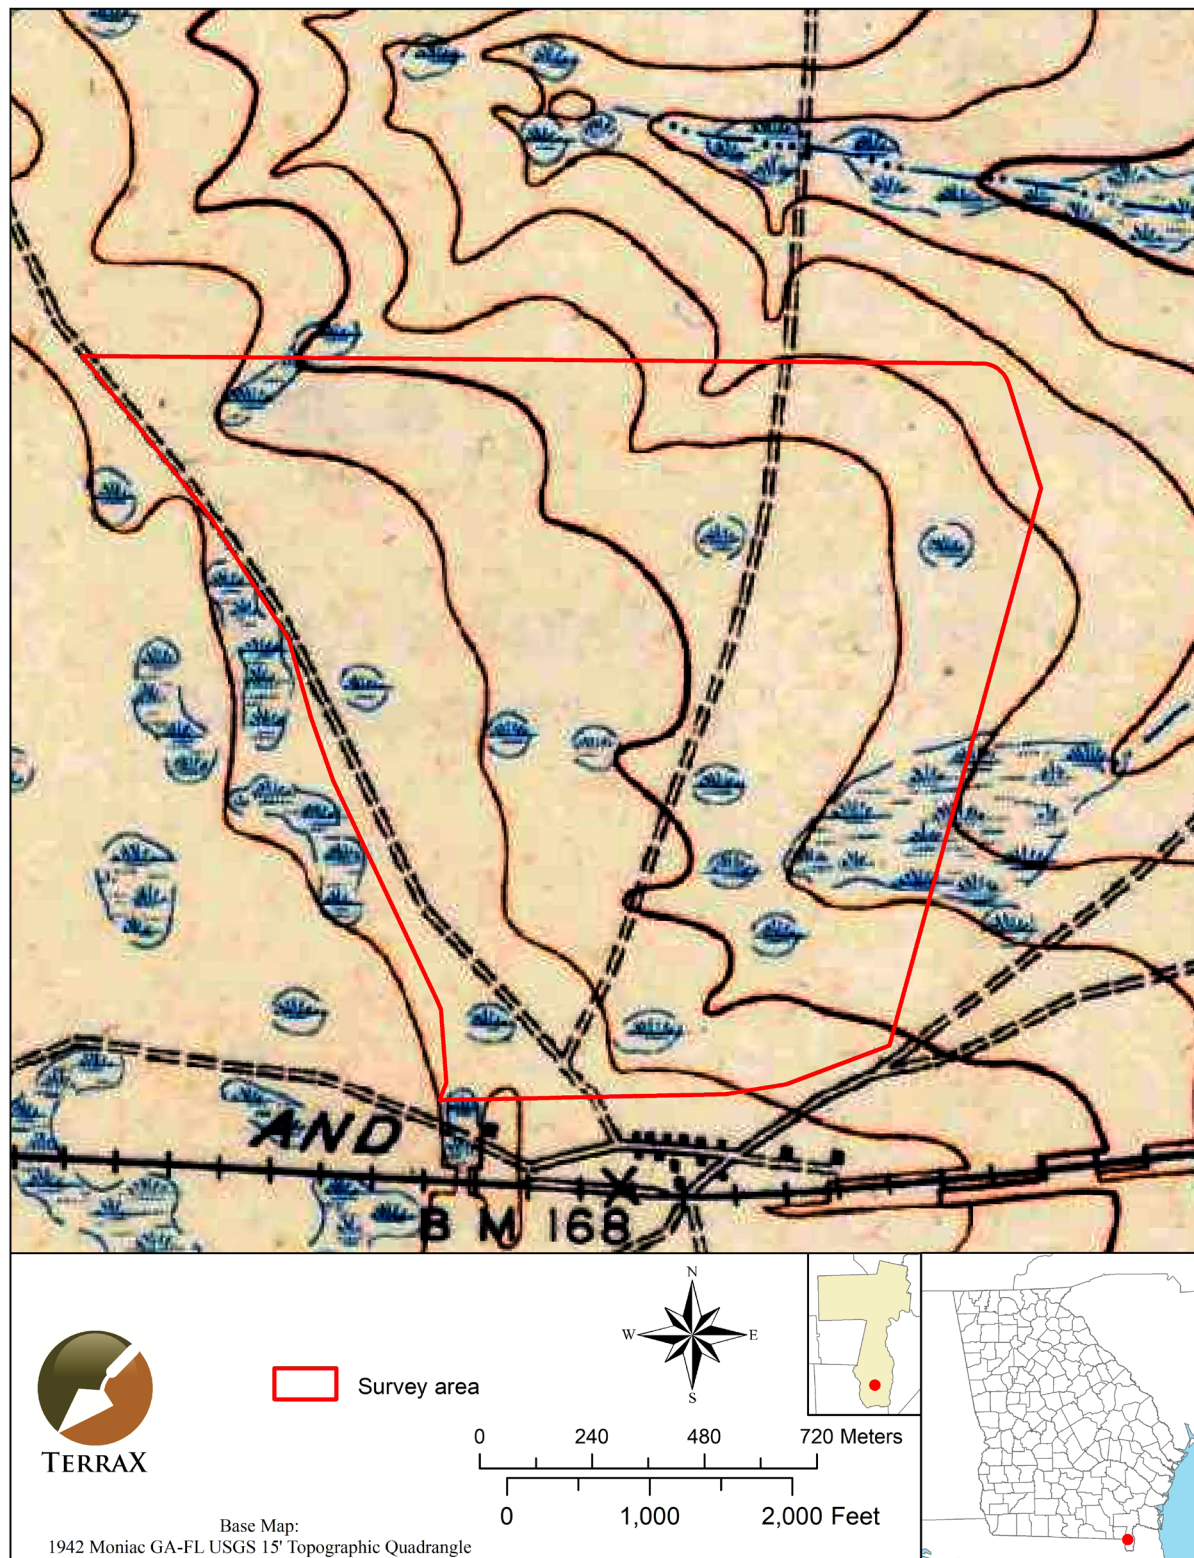 AND
B M 168
N
W
E
S
TERRAX
Survey area
0 240 480 720 Meters
0 1,000 2,000 Feet
Base Map:
1942 Moniac GA-FL USGS 15' Topographic Quadrangle